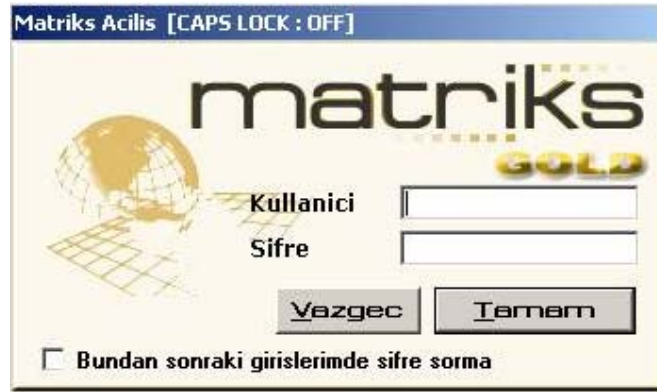 Matriks Acilis [CAPS LOCK : OFF]
matriks
GOLD
Kullanici
Sifre
Vazgec Tamam
Bundan sonraki girislerimde sifre sorma